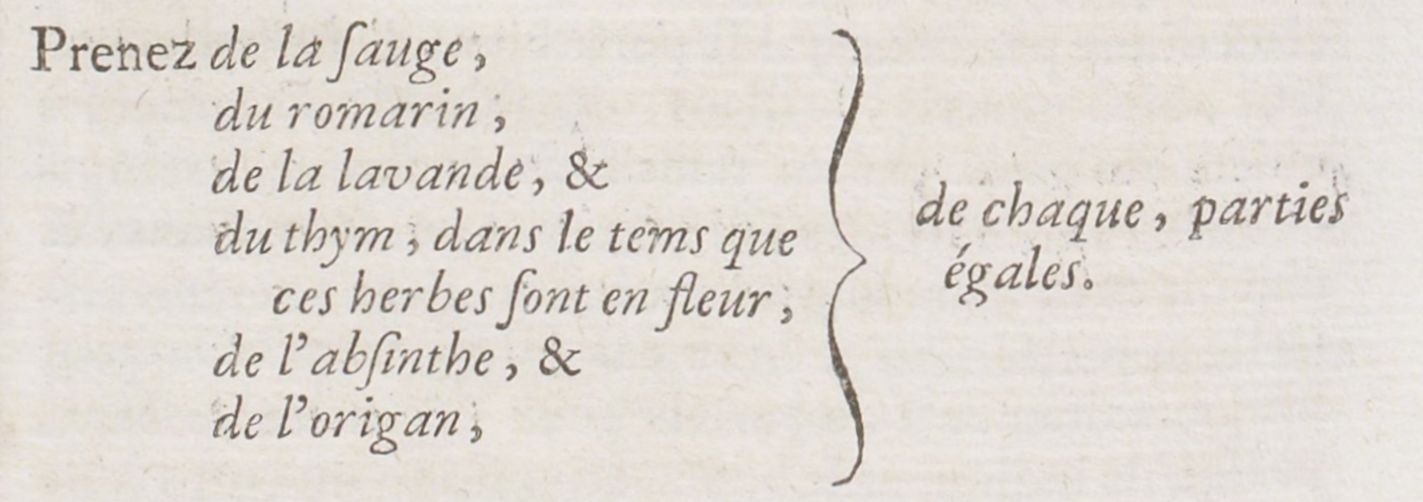 Prenez de la ſauge,
du romarin,
de la lavande, &
du thym, dans le tems que
ces herbes ſont en fleur,
de l'abſinthe, &
de l'origan,
de chaque, parties
égales.